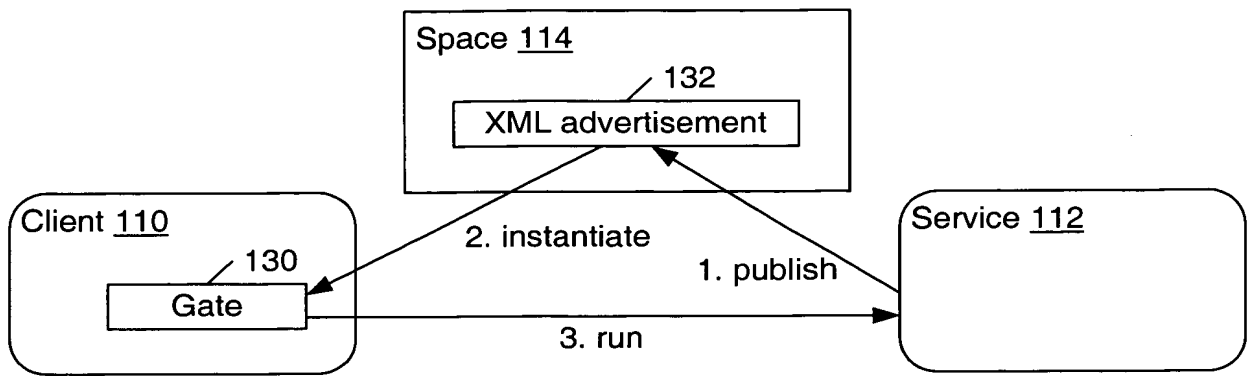 Space 114
132
XML advertisement
Client 110
2. instantiate
Service 112
130
1. publish
Gate
3. run